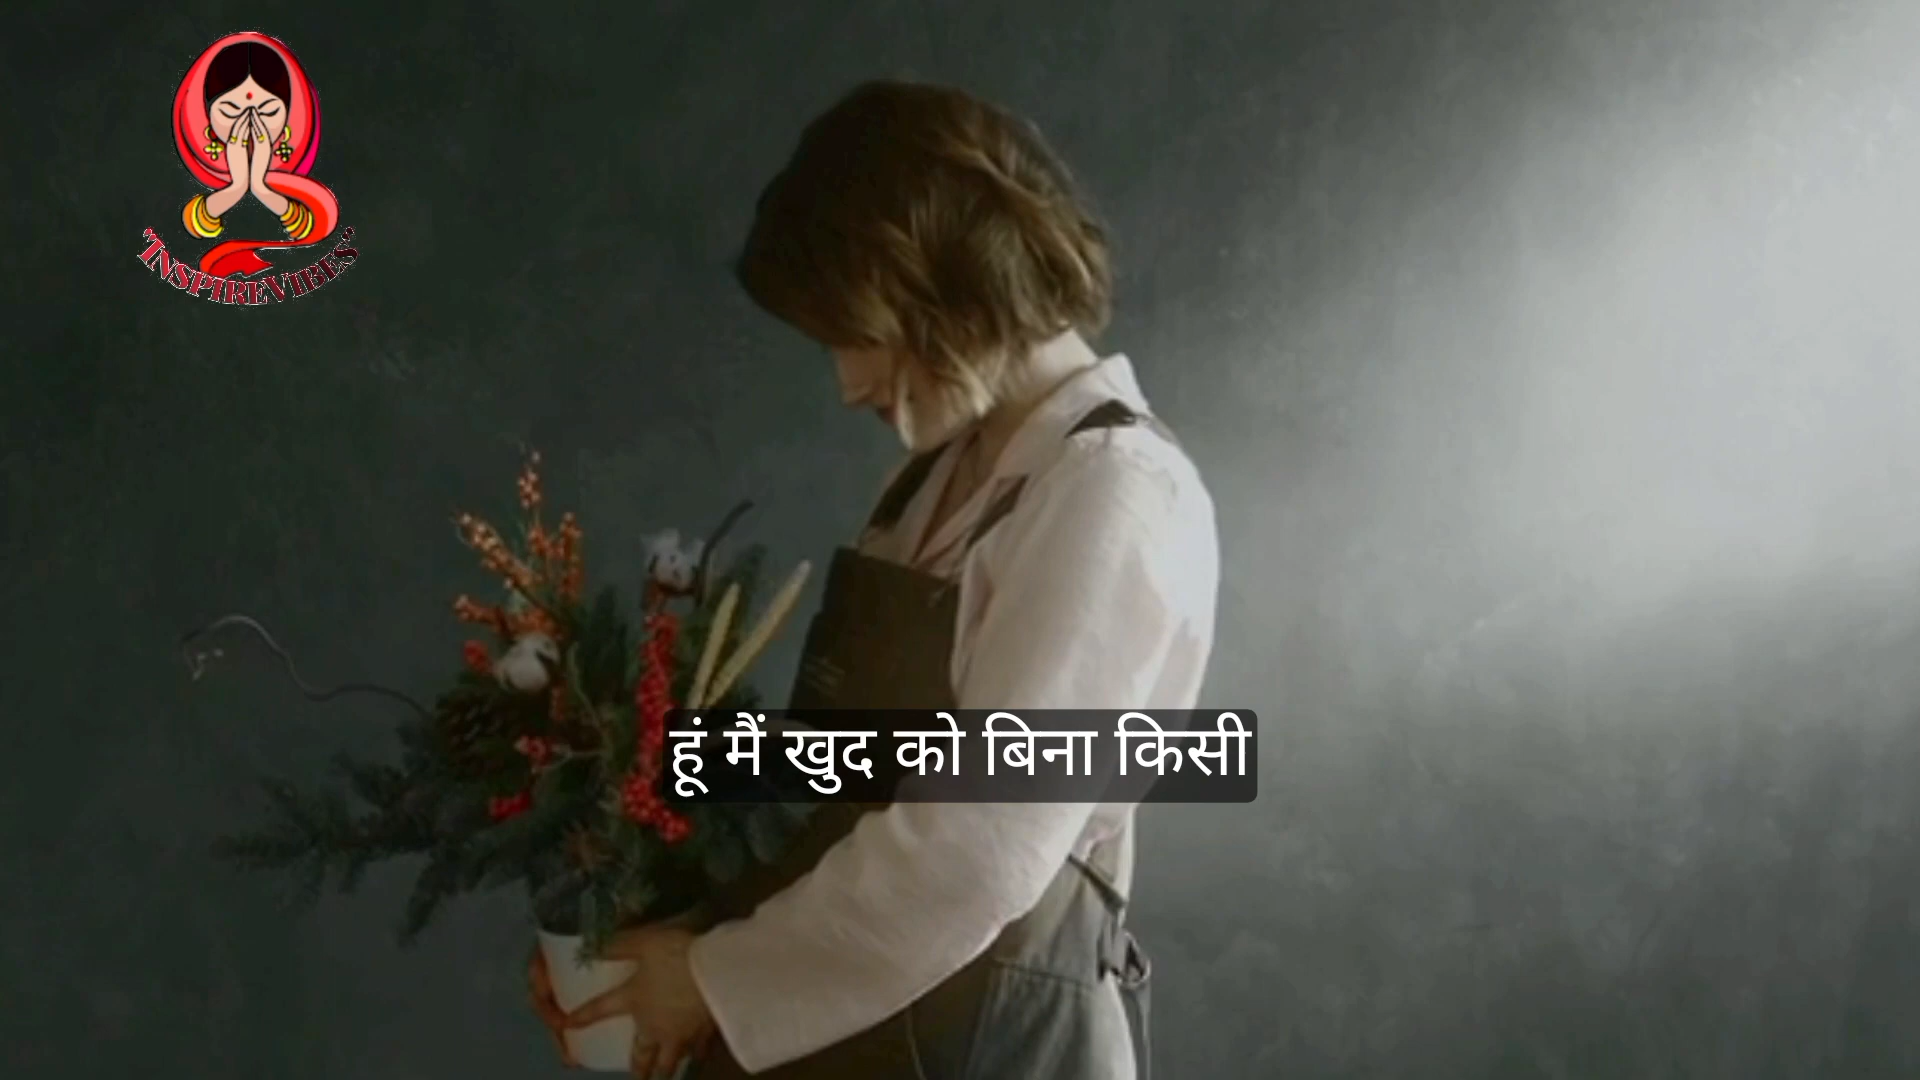 "INSPIREVIBES"
हूं मैं खुद को बिना किसी